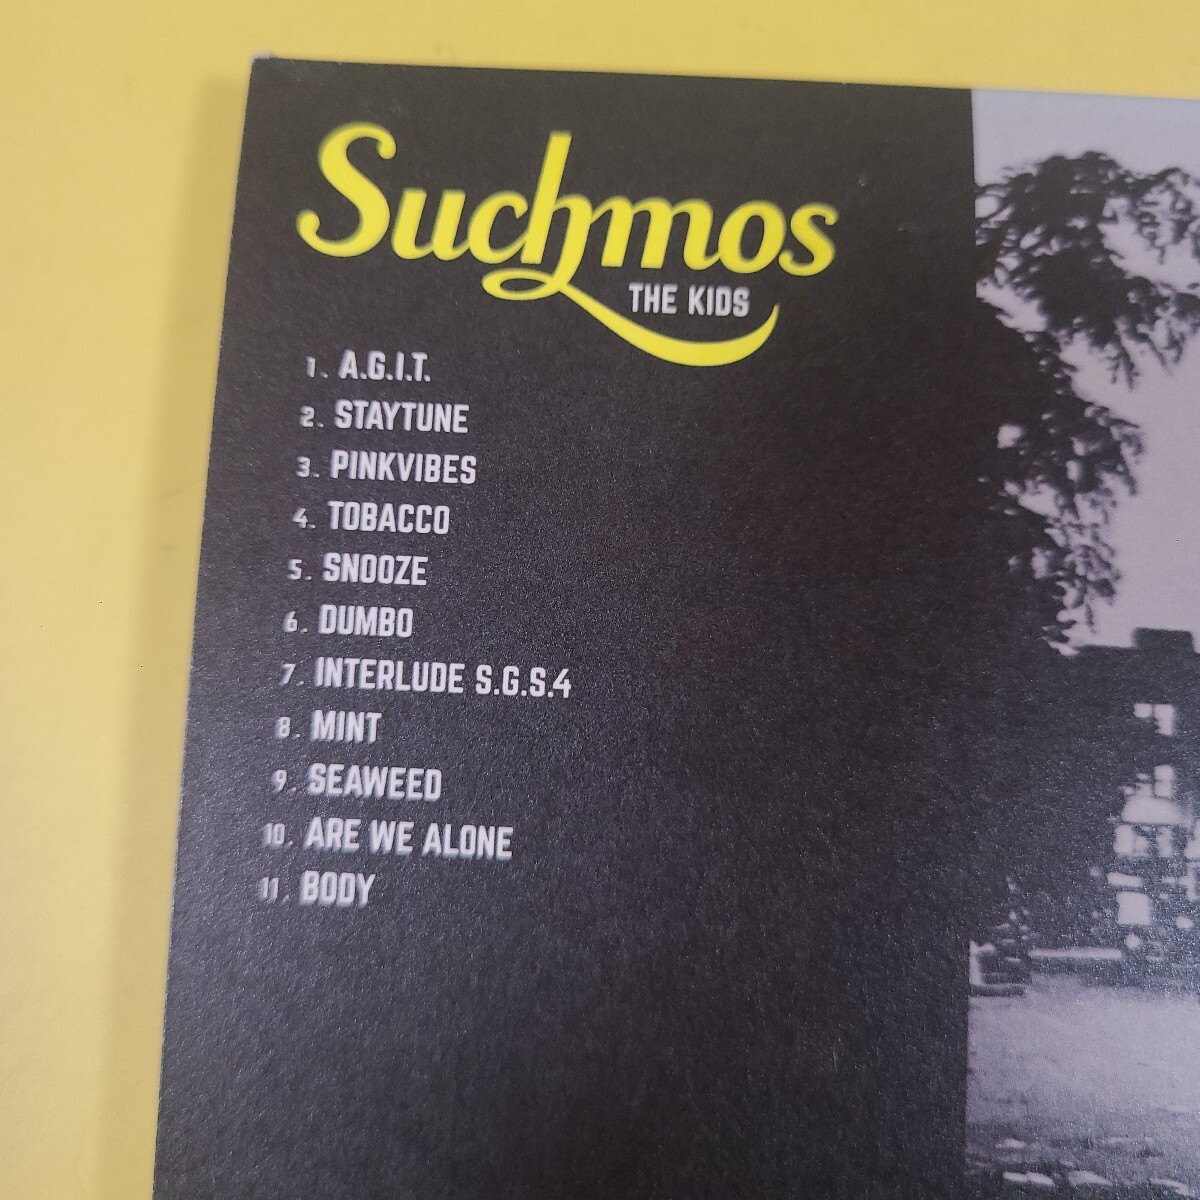 Suchmos
THE KIDS
1. A.G.I.T.
2. STAYTUNE
3. PINKVIBES
4. TOBACCO
5. SNOOZE
6. DUMBO
7. INTERLUDE S.G.S.4
8. MINT
9. SEAWEED
10. ARE WE ALONE
11. BODY